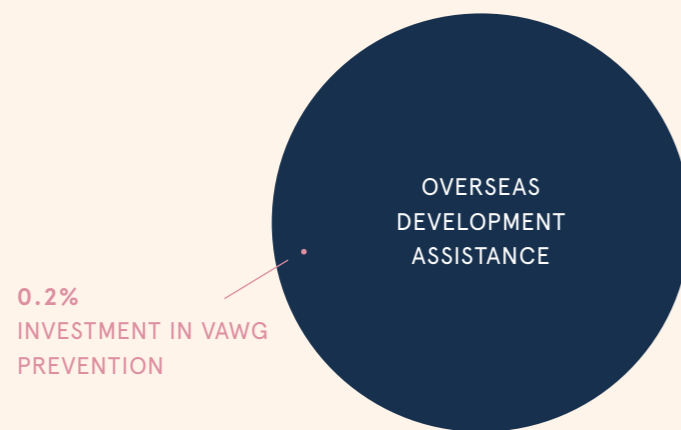 OVERSEAS
DEVELOPMENT
ASSISTANCE
0.2%
INVESTMENT IN VAWG
PREVENTION